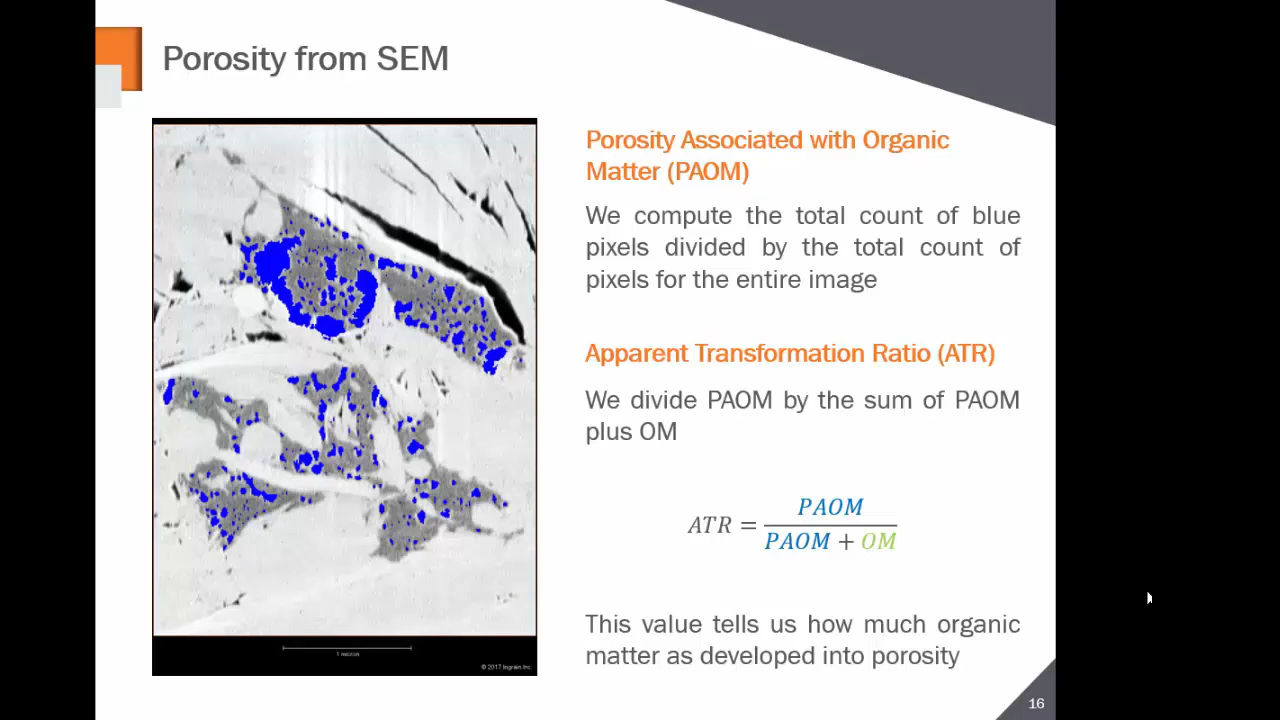 Porosity from SEM
Porosity Associated with Organic
Matter (PAOM)
We compute the total count of blue
pixels divided by the total count of
pixels for the entire image
Apparent Transformation Ratio (ATR)
We divide PAOM by the sum of PAOM
plus OM
ATR = PAOM / PAOM + OM
This value tells us how much organic
matter as developed into porosity
1 micron
© 2017 Ingrain Inc.
16